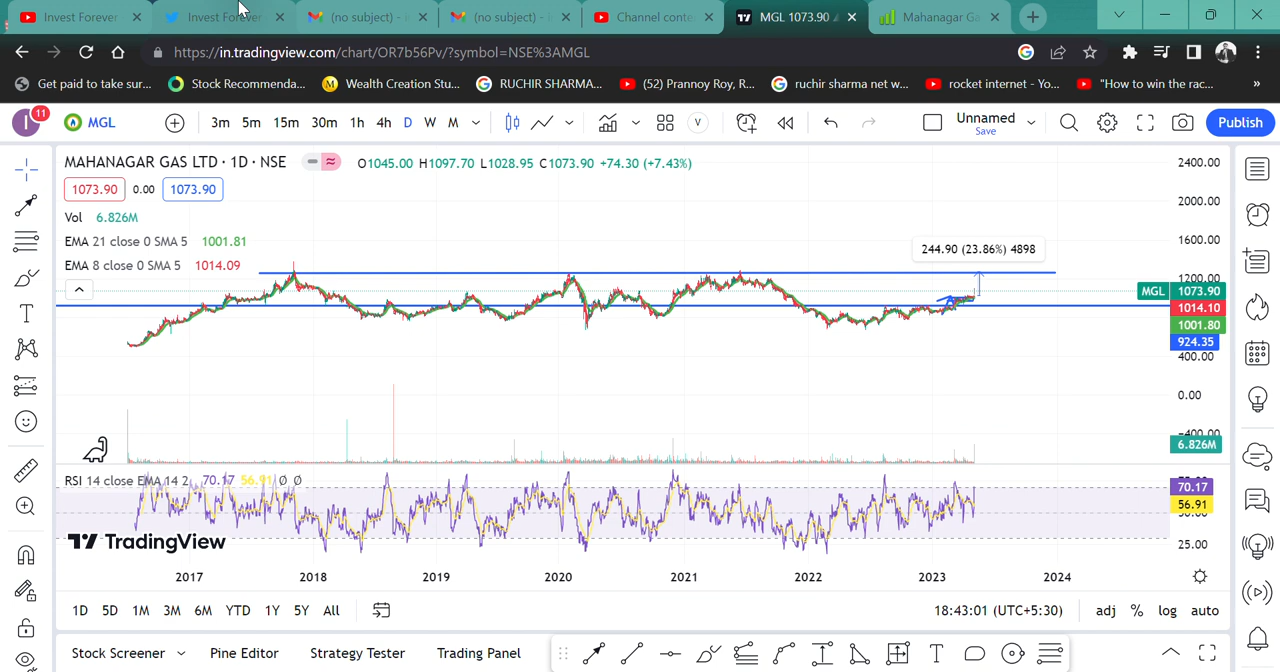 Invest Forever
Invest Forever
(no subject) -
(no subject) -
Channel conte
MGL 1073.90
Mahanagar Ga
https://in.tradingview.com/chart/OR7b56Pv/?symbol=NSE%3AMGL
Get paid to take sur...
Stock Recommenda...
Wealth Creation Stu...
RUCHIR SHARMA...
(52) Prannoy Roy, R...
ruchir sharma net w...
rocket internet - Yo...
"How to win the rac...
»
I
11
MGL
3m 5m 15m 30m 1h 4h D W M
V
Unnamed
Save
Publish
MAHANAGAR GAS LTD · 1D · NSE
O1045.00 H1097.70 L1028.95 C1073.90 +74.30 (+7.43%)
1073.90 0.00 1073.90
Vol 6.826M
EMA 21 close 0 SMA 5 1001.81
EMA 8 close 0 SMA 5 1014.09
244.90 (23.86%) 4898
2400.00
2000.00
1600.00
1200.00
MGL 1073.90
1014.10
1001.80
924.35
400.00
0.00
-400.00
6.826M
RSI 14 close EMA 14 2 70.17 56.91 Ø Ø
70.17
56.91
25.00
TradingView
2017 2018 2019 2020 2021 2022 2023 2024
1D 5D 1M 3M 6M YTD 1Y 5Y All
18:43:01 (UTC+5:30)
adj % log auto
Stock Screener
Pine Editor
Strategy Tester
Trading Panel